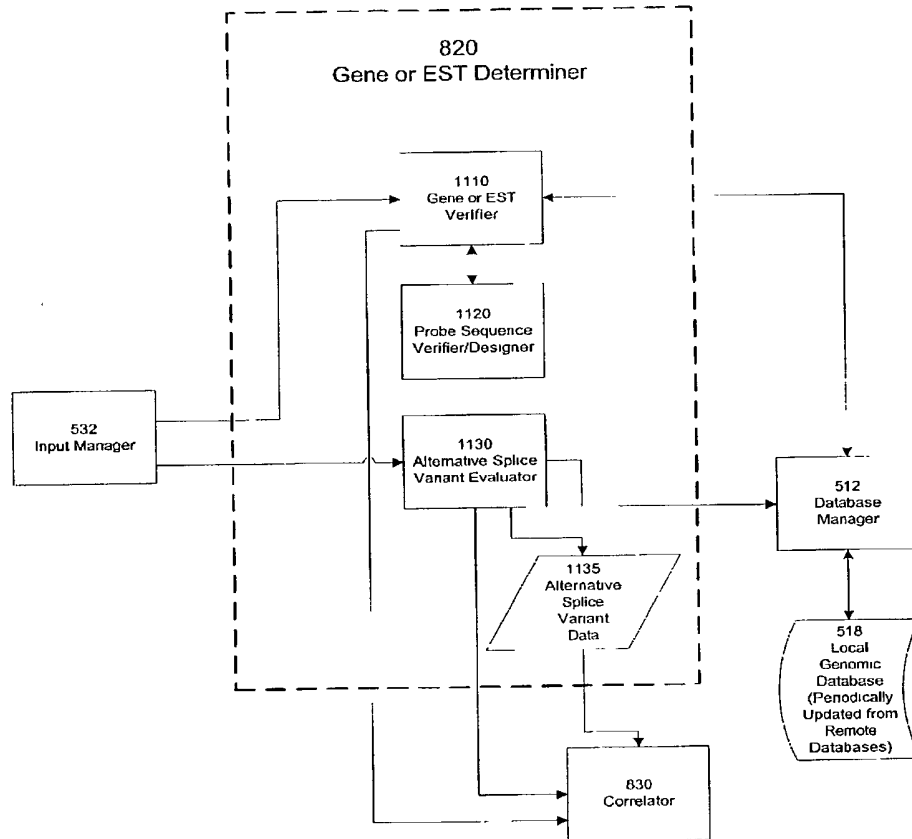 820
Gene or EST Determiner
1110
Gene or EST
Verifier
1120
Probe Sequence
Verifier/Designer
532
Input Manager
1130
Alternative Splice
Variant Evaluator
512
Database
Manager
1135
Alternative
Splice
Variant
Data
518
Local
Genomic
Database
(Periodically
Updated from
Remote
Databases)
830
Correlator